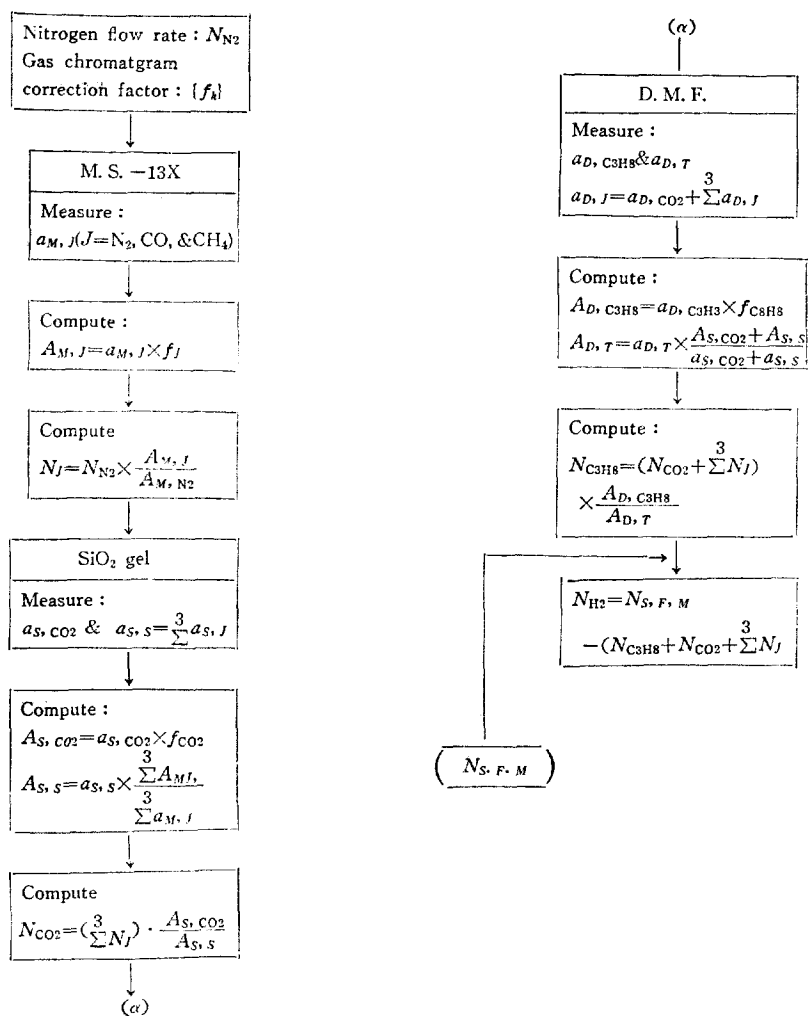 Nitrogen flow rate : N_N2
Gas chromatgram
correction factor : {f_k}
M. S. −13X
Measure :
a_M, J(J=N₂, CO, &CH₄)
Compute :
A_M, J=a_M, J×f_J
Compute
N_J=N_N2× A_M, J / A_M, N2
SiO₂ gel
Measure :
a_S, CO2 & a_S, S=3∑a_S, J
Compute :
A_S, CO2=a_S, CO2×f_CO2
A_S, S=a_S, S× 3∑A_MJ, / 3∑a_M, J
Compute
N_CO2=(3∑N_J) · A_S, CO2 / A_S, S
(α)
(α)
D. M. F.
Measure :
a_D, C3H8&a_D, T
a_D, J=a_D, CO2+3∑a_D, J
Compute :
A_D, C3H8=a_D, C3H3×f_C8H8
A_D, T=a_D, T× A_S,CO2+A_S, S / a_S, CO2+a_S, S
Compute :
N_C3H8=(N_CO2+3∑N_J)
× A_D, C3H8 / A_D, T
N_H2=N_S, F, M
−(N_C3H8+N_CO2+3∑N_J
(N_S. F. M)